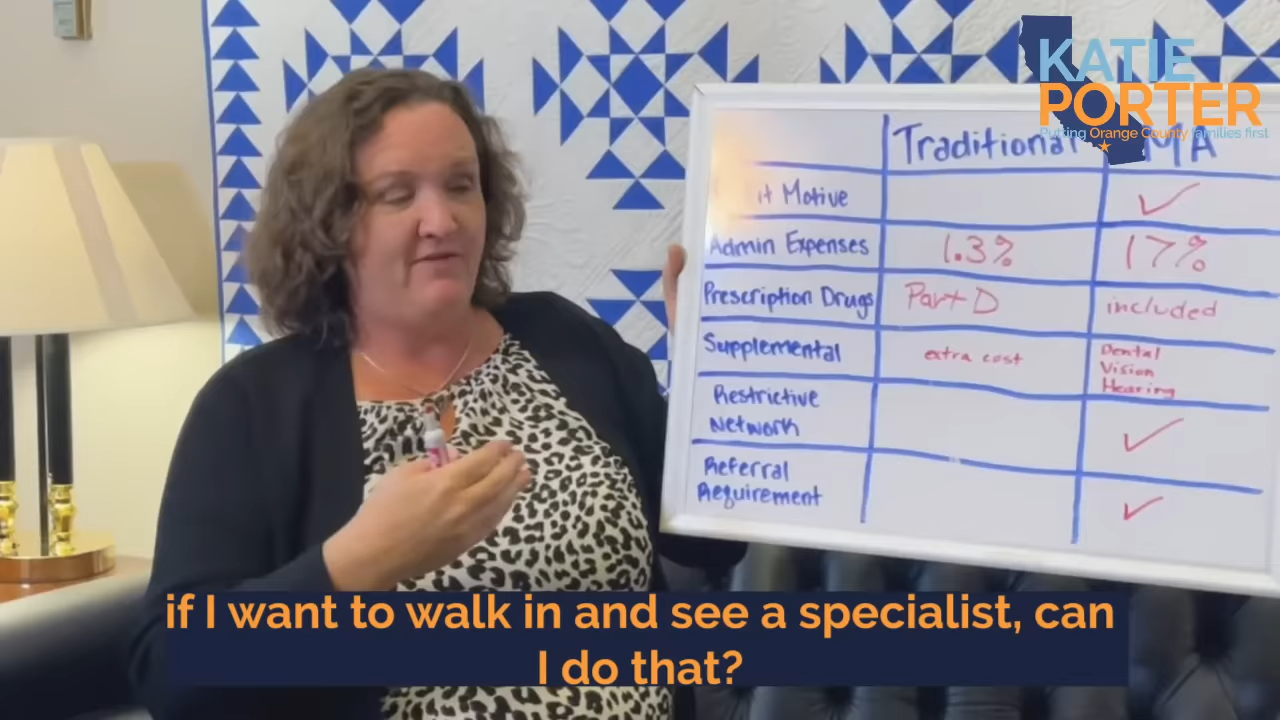 KATIE
PORTER
Putting Orange County families first
Traditional MA
it Motive
Admin Expenses 1.3% 17%
Prescription Drugs Part D included
Supplemental extra cost Dental
Vision
Hearing
Restrictive
Network
Referral
Requirement
if I want to walk in and see a specialist, can
I do that?